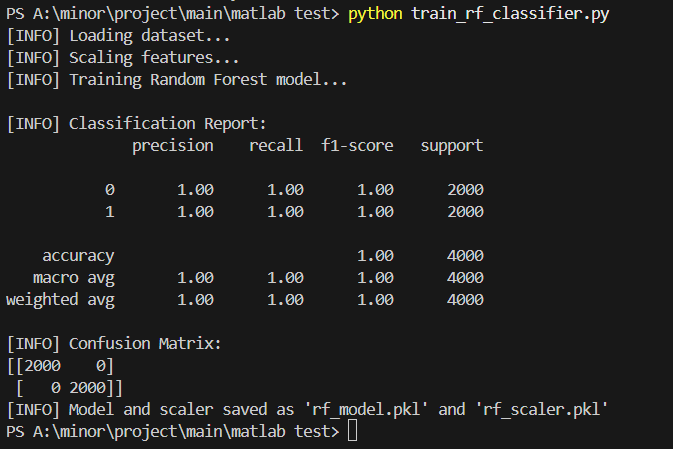 PS A:\minor\project\main\matlab test> python train_rf_classifier.py
[INFO] Loading dataset...
[INFO] Scaling features...
[INFO] Training Random Forest model...
[INFO] Classification Report:
precision recall f1-score support
0 1.00 1.00 1.00 2000
1 1.00 1.00 1.00 2000
accuracy 1.00 4000
macro avg 1.00 1.00 1.00 4000
weighted avg 1.00 1.00 1.00 4000
[INFO] Confusion Matrix:
[[2000 0]
[ 0 2000]]
[INFO] Model and scaler saved as 'rf_model.pkl' and 'rf_scaler.pkl'
PS A:\minor\project\main\matlab test>